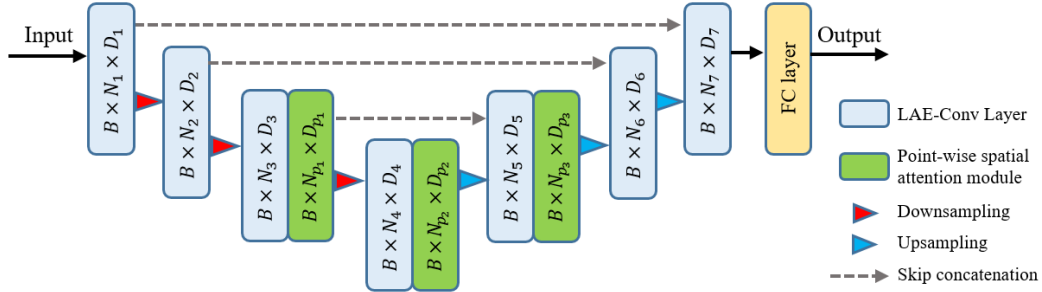 Input
B × N₁ × D₁
B × N₂ × D₂
B × N₃ × D₃
B × Nₚ₁ × Dₚ₁
B × N₄ × D₄
B × Nₚ₂ × Dₚ₂
B × N₅ × D₅
B × Nₚ₃ × Dₚ₃
B × N₆ × D₆
B × N₇ × D₇
FC layer
Output
LAE-Conv Layer
Point-wise spatial
attention module
Downsampling
Upsampling
Skip concatenation